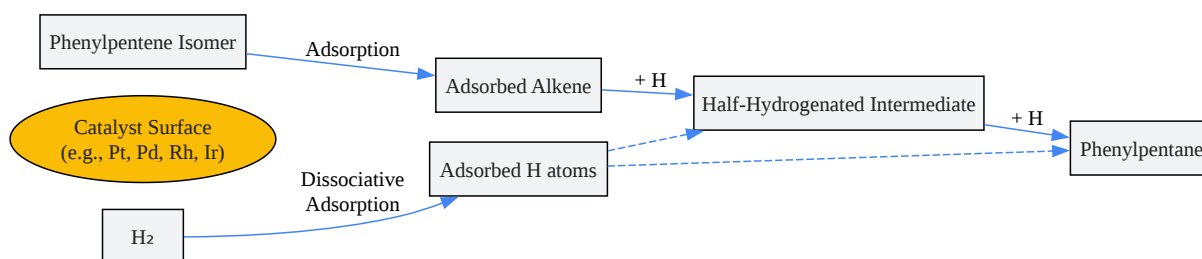 Phenylpentene Isomer
Adsorption
Adsorbed Alkene
+ H
Half-Hydrogenated Intermediate
+ H
Phenylpentane
Catalyst Surface
(e.g., Pt, Pd, Rh, Ir)
Adsorbed H atoms
Dissociative
Adsorption
H₂